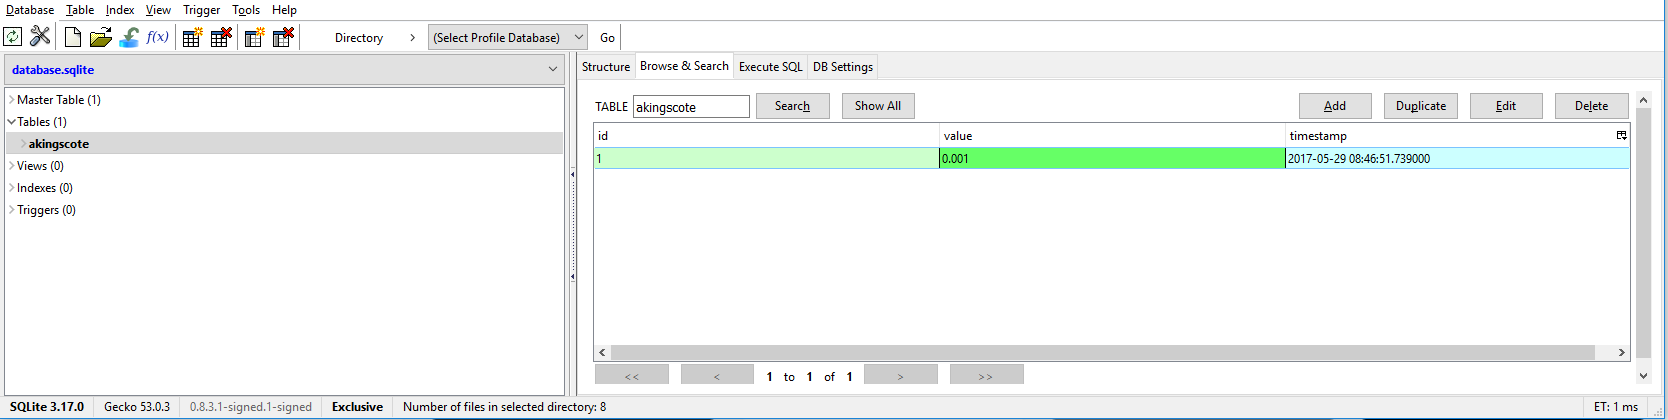 Database Table Index View Trigger Tools Help
f(x) Directory > (Select Profile Database) Go
database.sqlite
Structure Browse & Search Execute SQL DB Settings
Master Table (1)
Tables (1)
akingscote
Views (0)
Indexes (0)
Triggers (0)
TABLE akingscote Search Show All Add Duplicate Edit Delete
id value timestamp
1 0.001 2017-05-29 08:46:51.739000
<< < 1 to 1 of 1 > >>
SQLite 3.17.0 Gecko 53.0.3 0.8.3.1-signed.1-signed Exclusive Number of files in selected directory: 8 ET: 1 ms